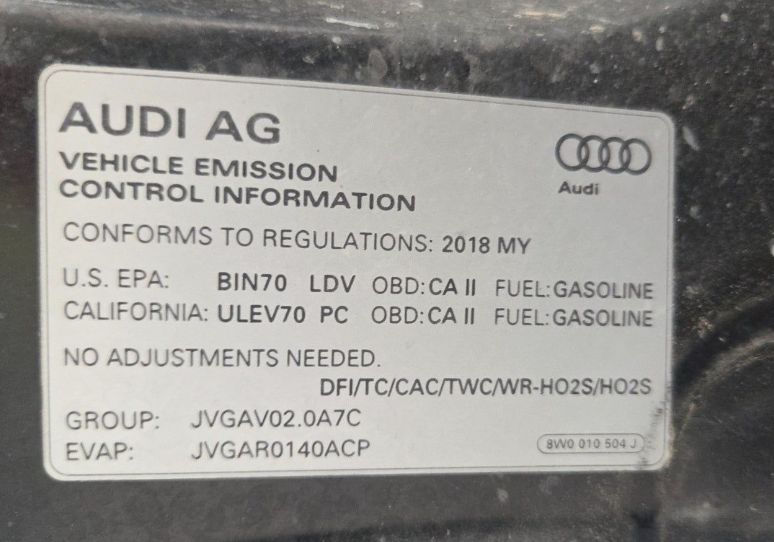 AUDI AG
Audi
VEHICLE EMISSION
CONTROL INFORMATION
CONFORMS TO REGULATIONS: 2018 MY
U.S. EPA: BIN70 LDV OBD: CA II FUEL: GASOLINE
CALIFORNIA: ULEV70 PC OBD: CA II FUEL: GASOLINE
NO ADJUSTMENTS NEEDED.
DFI/TC/CAC/TWC/WR-HO2S/HO2S
GROUP: JVGAV02.0A7C
EVAP: JVGAR0140ACP
8W0 010 504 J